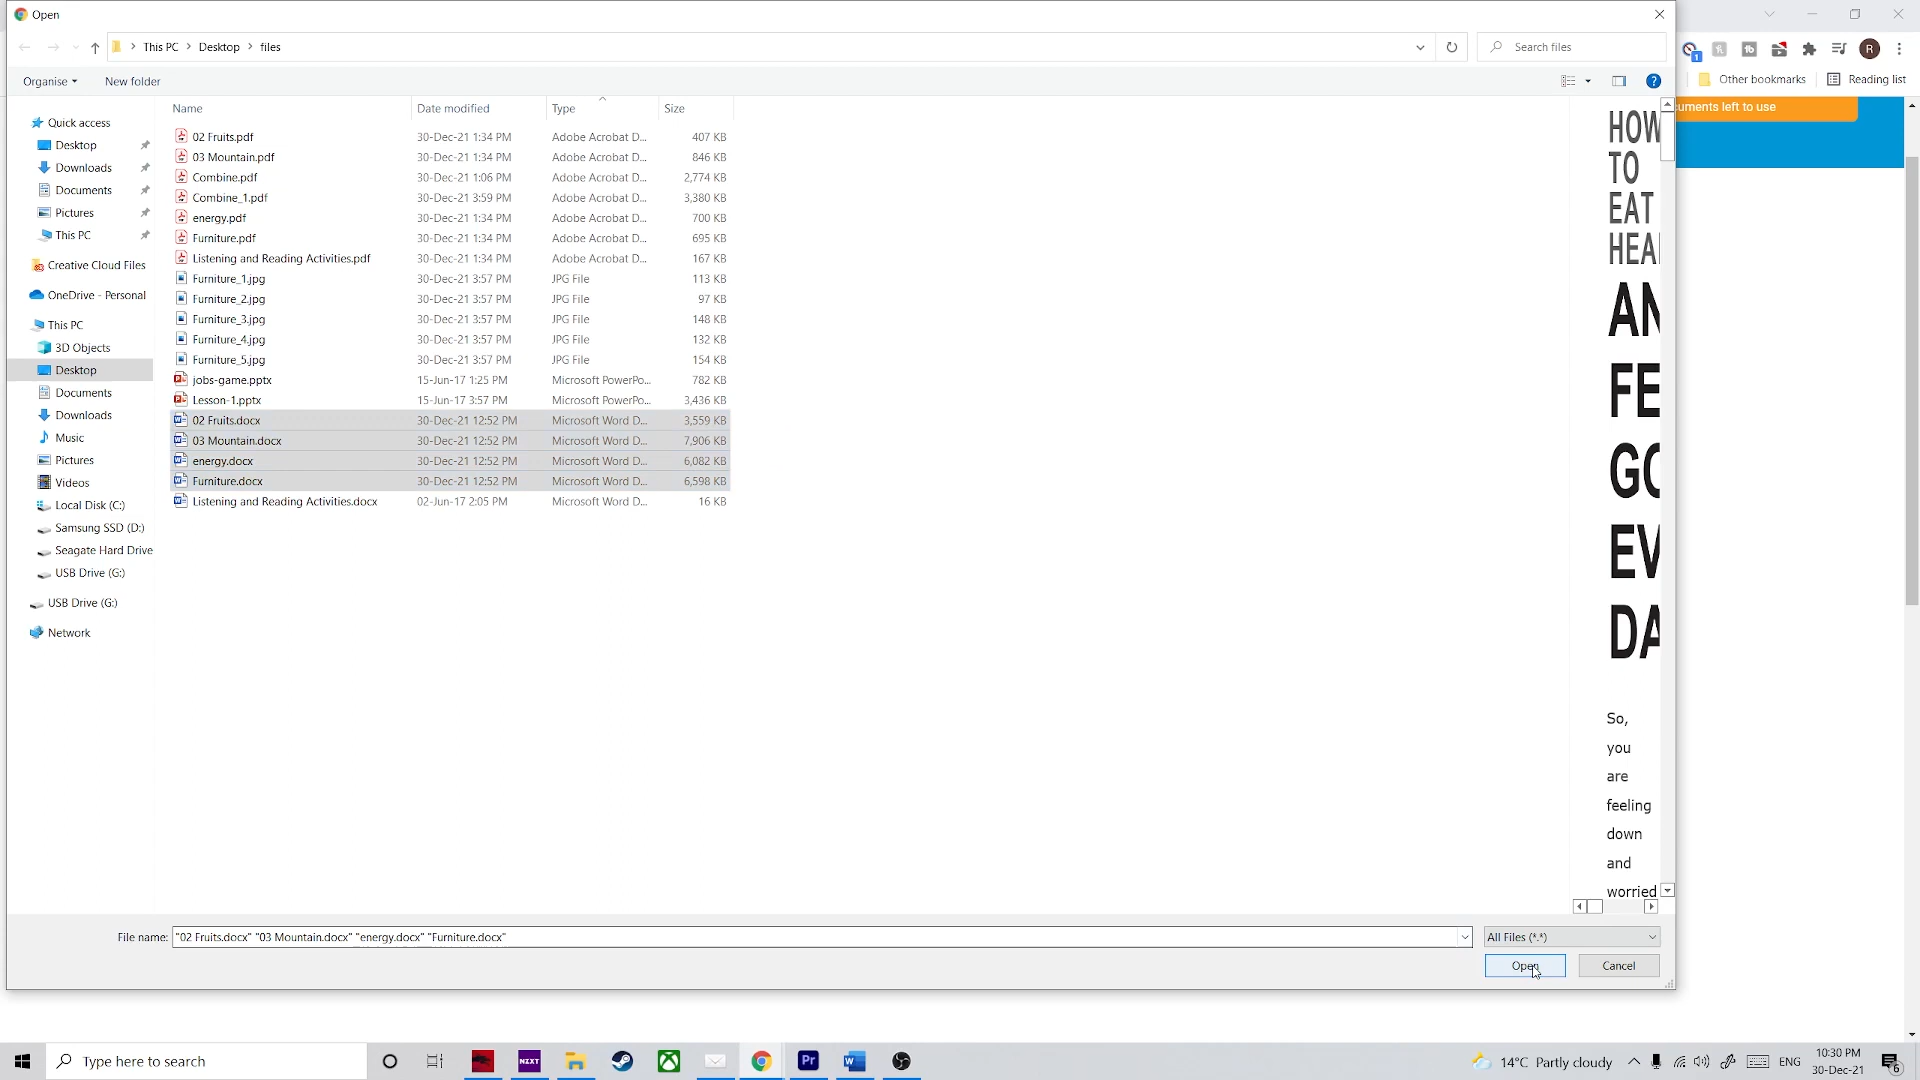 Open
This PC > Desktop > files
Search files
Organise
New folder
Name
Date modified
Type
Size
Quick access
Desktop
Downloads
Documents
Pictures
This PC
Creative Cloud Files
OneDrive - Personal
This PC
3D Objects
Desktop
Documents
Downloads
Music
Pictures
Videos
Local Disk (C:)
Samsung SSD (D:)
Seagate Hard Drive
USB Drive (G:)
USB Drive (G:)
Network
02 Fruits.pdf 30-Dec-21 1:34 PM Adobe Acrobat D... 407 KB
03 Mountain.pdf 30-Dec-21 1:34 PM Adobe Acrobat D... 846 KB
Combine.pdf 30-Dec-21 1:06 PM Adobe Acrobat D... 2,774 KB
Combine_1.pdf 30-Dec-21 3:59 PM Adobe Acrobat D... 3,380 KB
energy.pdf 30-Dec-21 1:34 PM Adobe Acrobat D... 700 KB
Furniture.pdf 30-Dec-21 1:34 PM Adobe Acrobat D... 695 KB
Listening and Reading Activities.pdf 30-Dec-21 1:34 PM Adobe Acrobat D... 167 KB
Furniture_1.jpg 30-Dec-21 3:57 PM JPG File 113 KB
Furniture_2.jpg 30-Dec-21 3:57 PM JPG File 97 KB
Furniture_3.jpg 30-Dec-21 3:57 PM JPG File 148 KB
Furniture_4.jpg 30-Dec-21 3:57 PM JPG File 132 KB
Furniture_5.jpg 30-Dec-21 3:57 PM JPG File 154 KB
jobs-game.pptx 15-Jun-17 1:25 PM Microsoft PowerPo... 782 KB
Lesson-1.pptx 15-Jun-17 3:57 PM Microsoft PowerPo... 3,436 KB
02 Fruits.docx 30-Dec-21 12:52 PM Microsoft Word D... 3,559 KB
03 Mountain.docx 30-Dec-21 12:52 PM Microsoft Word D... 7,906 KB
energy.docx 30-Dec-21 12:52 PM Microsoft Word D... 6,082 KB
Furniture.docx 30-Dec-21 12:52 PM Microsoft Word D... 6,598 KB
Listening and Reading Activities.docx 02-Jun-17 2:05 PM Microsoft Word D... 16 KB
HOW
TO
EAT
HEA
AN
FE
GO
EV
DA
So,
you
are
feeling
down
and
worried
R
Other bookmarks
Reading list
uments left to use
File name: "02 Fruits.docx" "03 Mountain.docx" "energy.docx" "Furniture.docx"
All Files (*.*)
Open
Cancel
Type here to search
NZXT
Pr
14°C Partly cloudy
ENG
10:30 PM
30-Dec-21
6